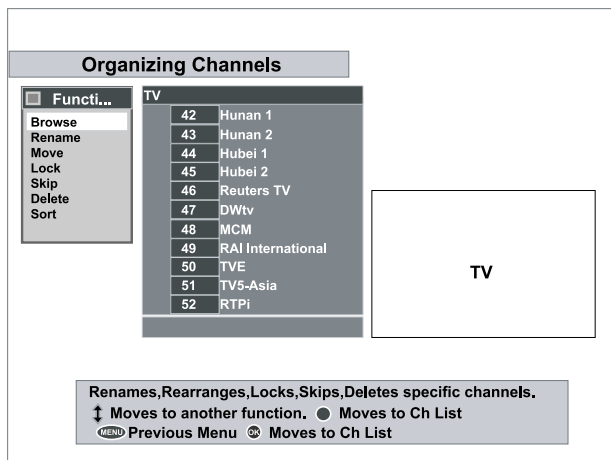 Organizing Channels
Functi...
Browse
Rename
Move
Lock
Skip
Delete
Sort
TV
42 Hunan 1
43 Hunan 2
44 Hubei 1
45 Hubei 2
46 Reuters TV
47 DWtv
48 MCM
49 RAI International
50 TVE
51 TV5-Asia
52 RTPi
TV
Renames,Rearranges,Locks,Skips,Deletes specific channels.
Moves to another function. Moves to Ch List
MENU Previous Menu OK Moves to Ch List